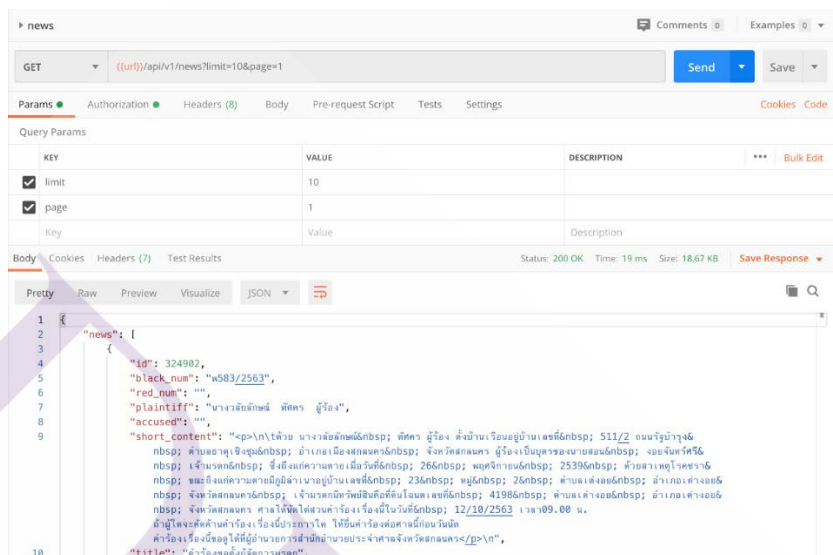 news
Comments 0 Examples 0
GET {{url}}/api/v1/news?limit=10&page=1 Send Save
Params Authorization Headers (8) Body Pre-request Script Tests Settings Cookies Code
Query Params
KEY VALUE DESCRIPTION ••• Bulk Edit
limit 10
page 1
Key Value Description
Body Cookies Headers (7) Test Results Status: 200 OK Time: 19 ms Size: 18.67 KB Save Response
Pretty Raw Preview Visualize JSON
1 {
2 "news": [
3 {
4 "id": 324902,
5 "black_num": "พ583/2563",
6 "red_num": "",
7 "plaintiff": "นางวลัยลักษณ์ ทัศคร ผู้ร้อง",
8 "accused": "",
9 "short_content": "<p>\n\tด้วย นางวลัยลักษณ์&nbsp; ทัศคร ผู้ร้อง ตั้งบ้านเรือนอยู่บ้านเลขที่&nbsp; 511/2 ถนนรัฐบำรุง&
nbsp; ตำบลธาตุเชิงชุม&nbsp; อำเภอเมืองสกลนคร&nbsp; จังหวัดสกลนคร ผู้ร้องเป็นบุตรของนายสอน&nbsp; งอยจันทร์ศรี&
nbsp; เจ้ามรดก&nbsp; ซึ่งถึงแก่ความตายเมื่อวันที่&nbsp; 26&nbsp; พฤศจิกายน&nbsp; 2539&nbsp; ด้วยสาเหตุโรคชรา&
nbsp; ขณะถึงแก่ความตายมีภูมิลำเนาอยู่บ้านเลขที่&nbsp; 23&nbsp; หมู่&nbsp; 2&nbsp; ตำบลเต่างอย&nbsp; อำเภอเต่างอย&
nbsp; จังหวัดสกลนคร&nbsp; เจ้ามรดกมีทรัพย์สินคือที่ดินโฉนดเลขที่&nbsp; 4198&nbsp; ตำบลเต่างอย&nbsp; อำเภอเต่างอย&
nbsp; จังหวัดสกลนคร ศาลได้นัดไต่สวนคำร้องเรื่องนี้ในวันที่&nbsp; 12/10/2563 เวลา09.00 น.
ถ้าผู้ใดจะคัดค้านคำร้องเรื่องนี้ประการใด ให้ยื่นคำร้องต่อศาลนี้ก่อนวันนัด
คำร้องเรื่องนี้ขอดูได้ที่ผู้อำนวยการสำนักอำนวยการประจำศาลจังหวัดสกลนคร</p>\n",
10 "title": "คำร้องขอตั้งผู้จัดการมรดก",